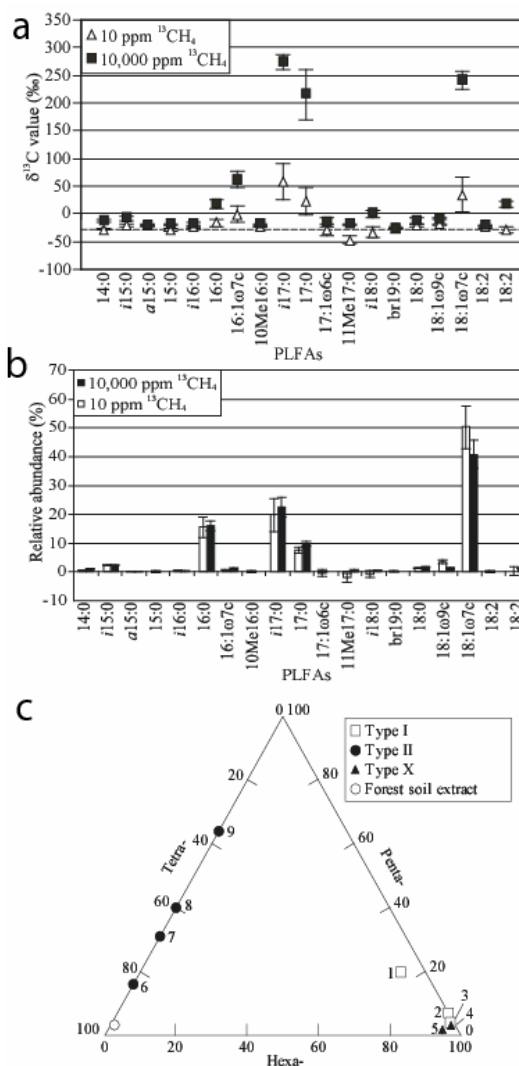 a
10 ppm ¹³CH₄
10,000 ppm ¹³CH₄
δ¹³C value (‰)
350
300
250
200
150
100
50
0
-50
-100
14:0
i15:0
a15:0
15:0
i16:0
16:0
16:1ω7c
10Me16:0
i17:0
17:0
17:1ω6c
11Me17:0
i18:0
br19:0
18:0
18:1ω9c
18:1ω7c
18:2
18:2
PLFAs
b
10,000 ppm ¹³CH₄
10 ppm ¹³CH₄
Relative abundance (%)
70
60
50
40
30
20
10
0
-10
14:0
i15:0
a15:0
15:0
i16:0
16:0
16:1ω7c
10Me16:0
i17:0
17:0
17:1ω6c
11Me17:0
i18:0
br19:0
18:0
18:1ω9c
18:1ω7c
18:2
18:2
PLFAs
c
0 100
Type I
Type II
Type X
Forest soil extract
20 80
9
Tetra- 40 60 Penta-
60 8 40
7
80 1 20
6 2 3
4
100 5 0
0 20 40 60 80 100
Hexa-